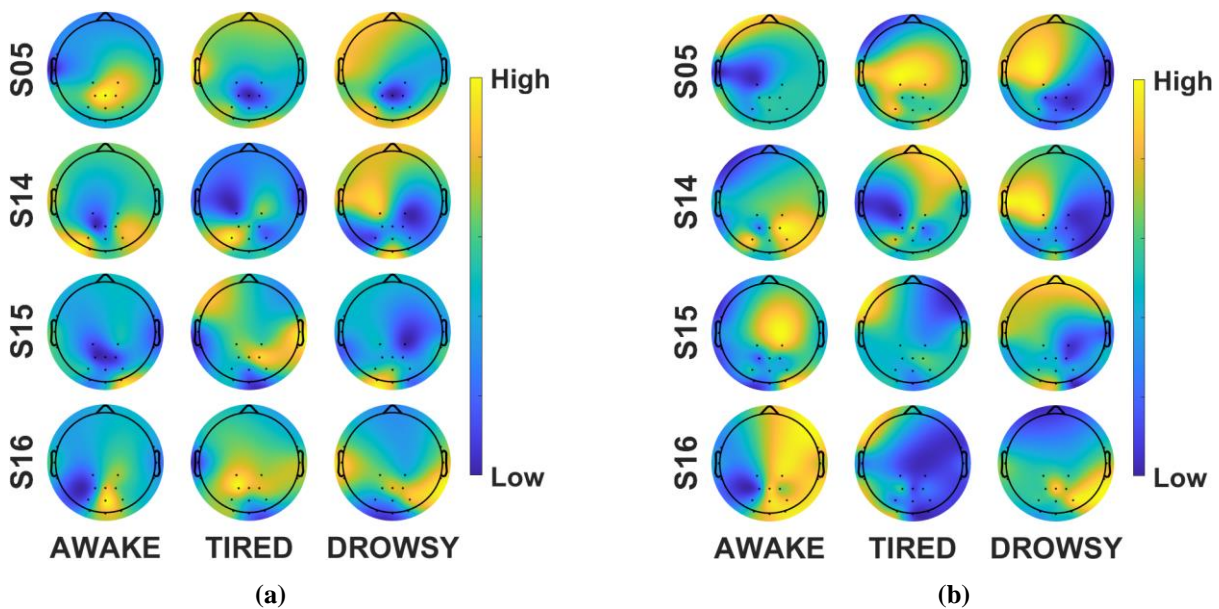 S05
High
S14
S15
S16
Low
AWAKE TIRED DROWSY
(a)
S05
High
S14
S15
S16
Low
AWAKE TIRED DROWSY
(b)